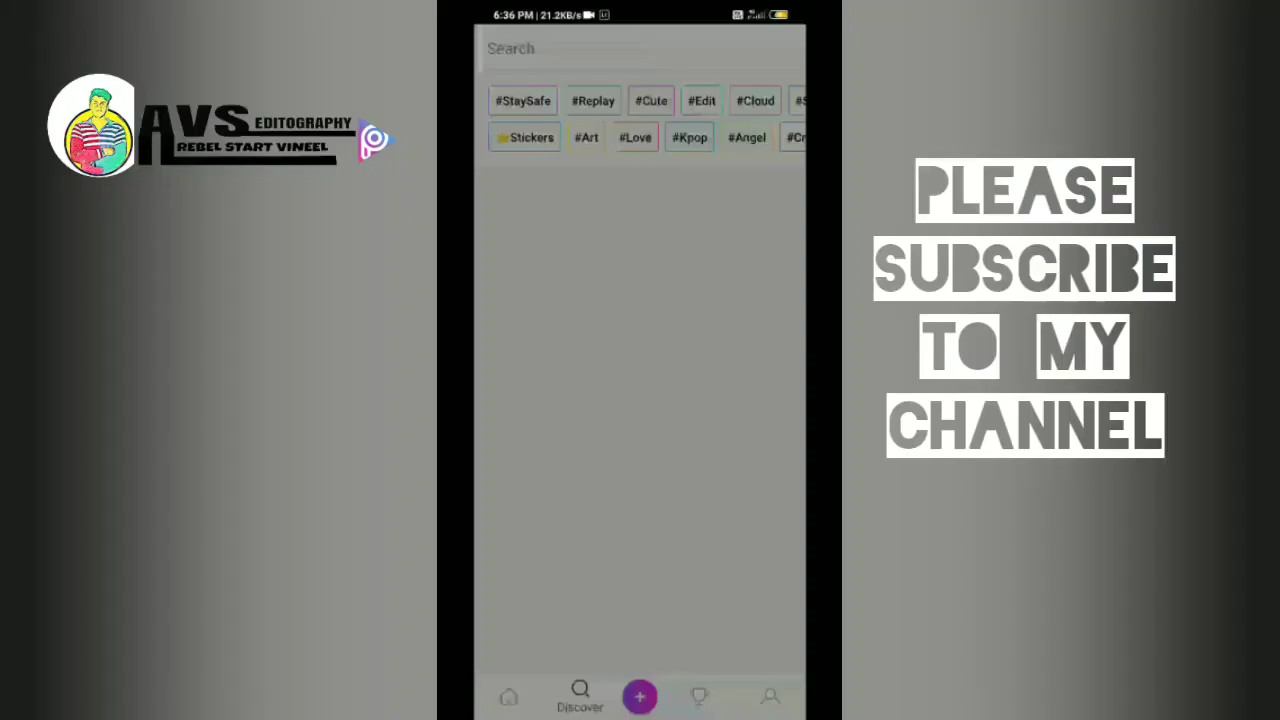 6:36 PM | 21.2KB/s
Search
#StaySafe #Replay #Cute #Edit #Cloud
Stickers #Art #Love #Kpop #Angel
Discover
AVS EDITOGRAPHY
REBEL START VINEEL
PLEASE
SUBSCRIBE
TO MY
CHANNEL